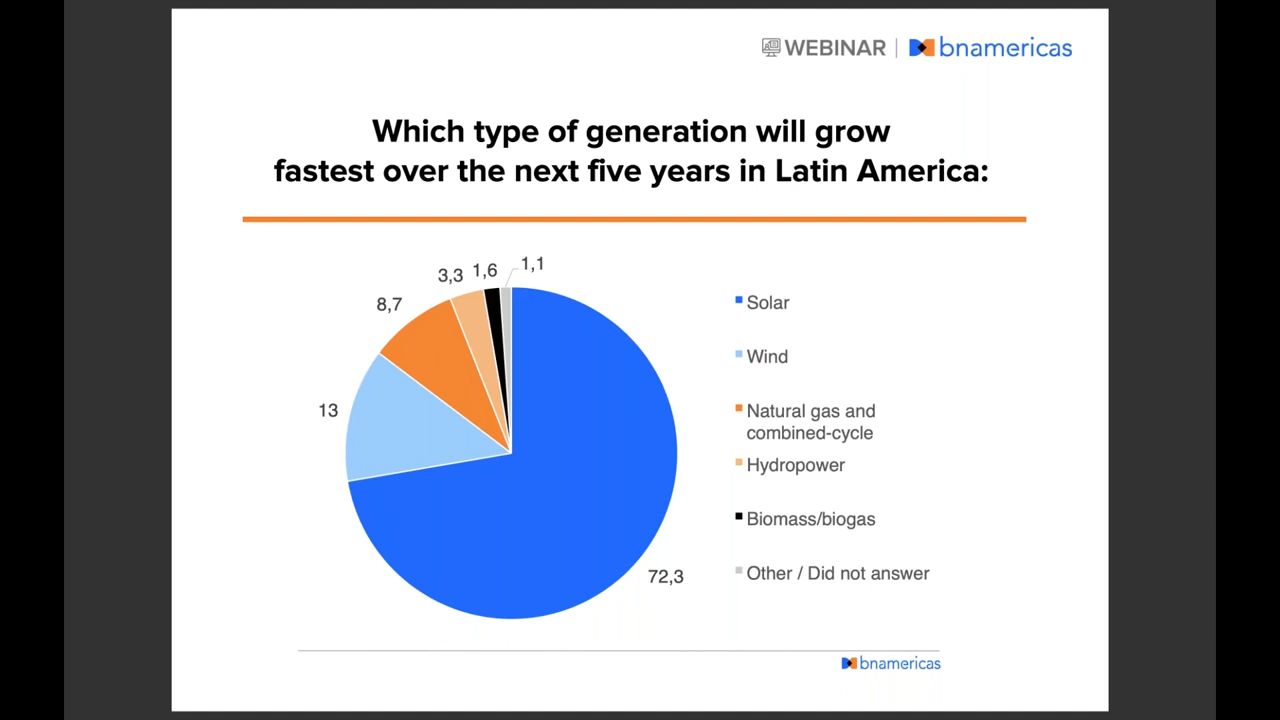 WEBINAR | bnamericas
Which type of generation will grow
fastest over the next five years in Latin America:
3,3
1,6
1,1
8,7
13
72,3
Solar
Wind
Natural gas and
combined-cycle
Hydropower
Biomass/biogas
Other / Did not answer
bnamericas